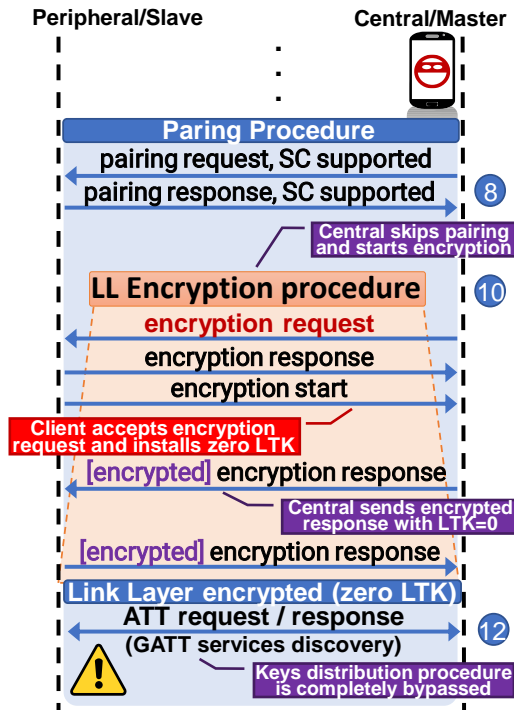 Peripheral/Slave
Central/Master
Paring Procedure
pairing request, SC supported
pairing response, SC supported
8
Central skips pairing
and starts encryption
LL Encryption procedure
10
encryption request
encryption response
encryption start
Client accepts encryption
request and installs zero LTK
[encrypted] encryption response
Central sends encrypted
response with LTK=0
[encrypted] encryption response
Link Layer encrypted (zero LTK)
ATT request / response
12
(GATT services discovery)
Keys distribution procedure
is completely bypassed